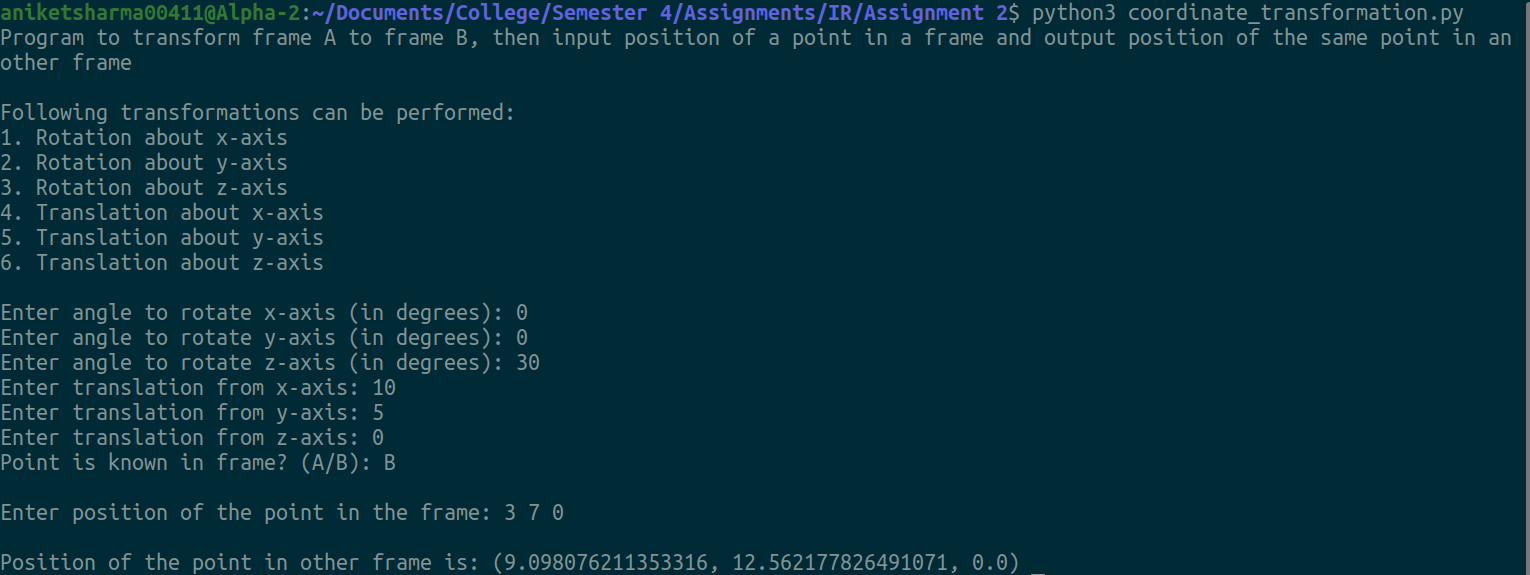 aniketsharma00411@Alpha-2:~/Documents/College/Semester 4/Assignments/IR/Assignment 2$ python3 coordinate_transformation.py
Program to transform frame A to frame B, then input position of a point in a frame and output position of the same point in an
other frame
Following transformations can be performed:
1. Rotation about x-axis
2. Rotation about y-axis
3. Rotation about z-axis
4. Translation about x-axis
5. Translation about y-axis
6. Translation about z-axis
Enter angle to rotate x-axis (in degrees): 0
Enter angle to rotate y-axis (in degrees): 0
Enter angle to rotate z-axis (in degrees): 30
Enter translation from x-axis: 10
Enter translation from y-axis: 5
Enter translation from z-axis: 0
Point is known in frame? (A/B): B
Enter position of the point in the frame: 3 7 0
Position of the point in other frame is: (9.098076211353316, 12.562177826491071, 0.0)